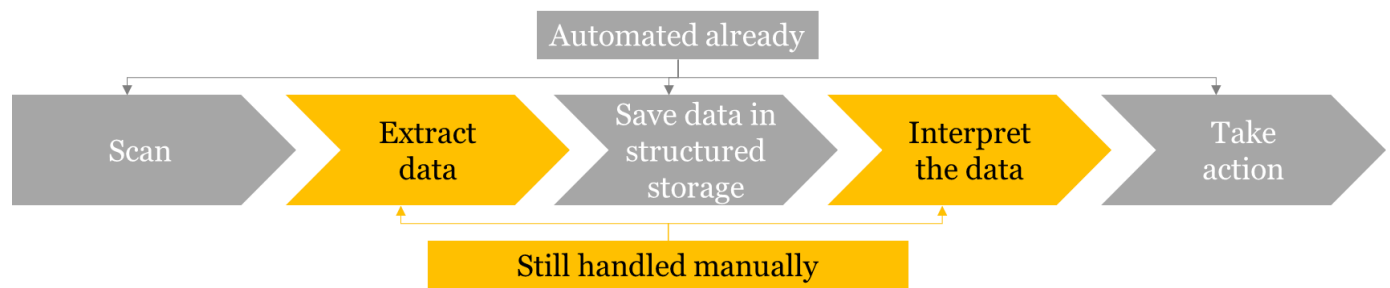 Automated already
Scan
Extract
data
Save data in
structured
storage
Interpret
the data
Take
action
Still handled manually